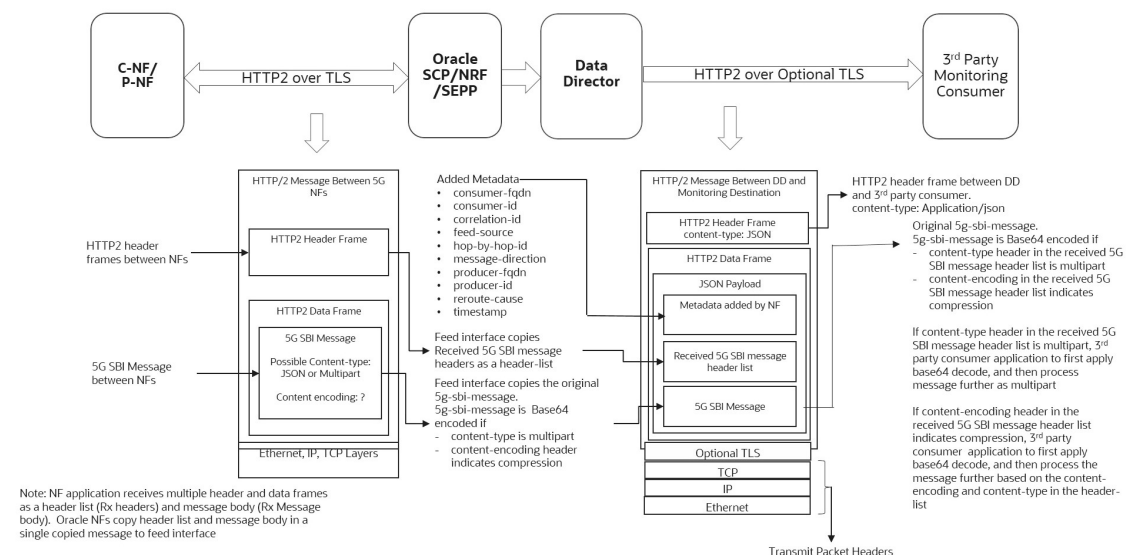 C-NF/
P-NF
HTTP2 over TLS
Oracle
SCP/NRF
/SEPP
Data
Director
HTTP2 over Optional TLS
3rd Party
Monitoring
Consumer
HTTP/2 Message Between 5G
NFs
HTTP2 Header Frame
HTTP2 header
frames between NFs
HTTP2 Data Frame
5G SBI Message
Possible Content-type:
JSON or Multipart
Content encoding: ?
5G SBI Message
between NFs
Ethernet, IP, TCP Layers
Note: NF application receives multiple header and data frames
as a header list (Rx headers) and message body (Rx Message
body). Oracle NFs copy header list and message body in a
single copied message to feed interface
Added Metadata
• consumer-fqdn
• consumer-id
• correlation-id
• feed-source
• hop-by-hop-id
• message-direction
• producer-fqdn
• producer-id
• reroute-cause
• timestamp
Feed interface copies
Received 5G SBI message
headers as a header-list
Feed interface copies the original
5g-sbi-message.
5g-sbi-message is Base64
encoded if
- content-type is multipart
- content-encoding header
indicates compression
HTTP/2 Message Between DD and
Monitoring Destination
HTTP2 Header Frame
content-type: JSON
HTTP2 Data Frame
JSON Payload
Metadata added by NF
Received 5G SBI message
header list
5G SBI Message
Optional TLS
TCP
IP
Ethernet
Transmit Packet Headers
HTTP2 header frame between DD
and 3rd party consumer.
content-type: Application/json
Original 5g-sbi-message.
5g-sbi-message is Base64 encoded if
- content-type header in the received 5G
SBI message header list is multipart
- content-encoding in the received 5G
SBI message header list indicates
compression
If content-type header in the received 5G
SBI message header list is multipart, 3rd
party consumer application to first apply
base64 decode, and then process
message further as multipart
If content-encoding header in the
received 5G SBI message header list
indicates compression, 3rd party
consumer application to first apply
base64 decode, and then process the
message further based on the content-
encoding and content-type in the header-
list